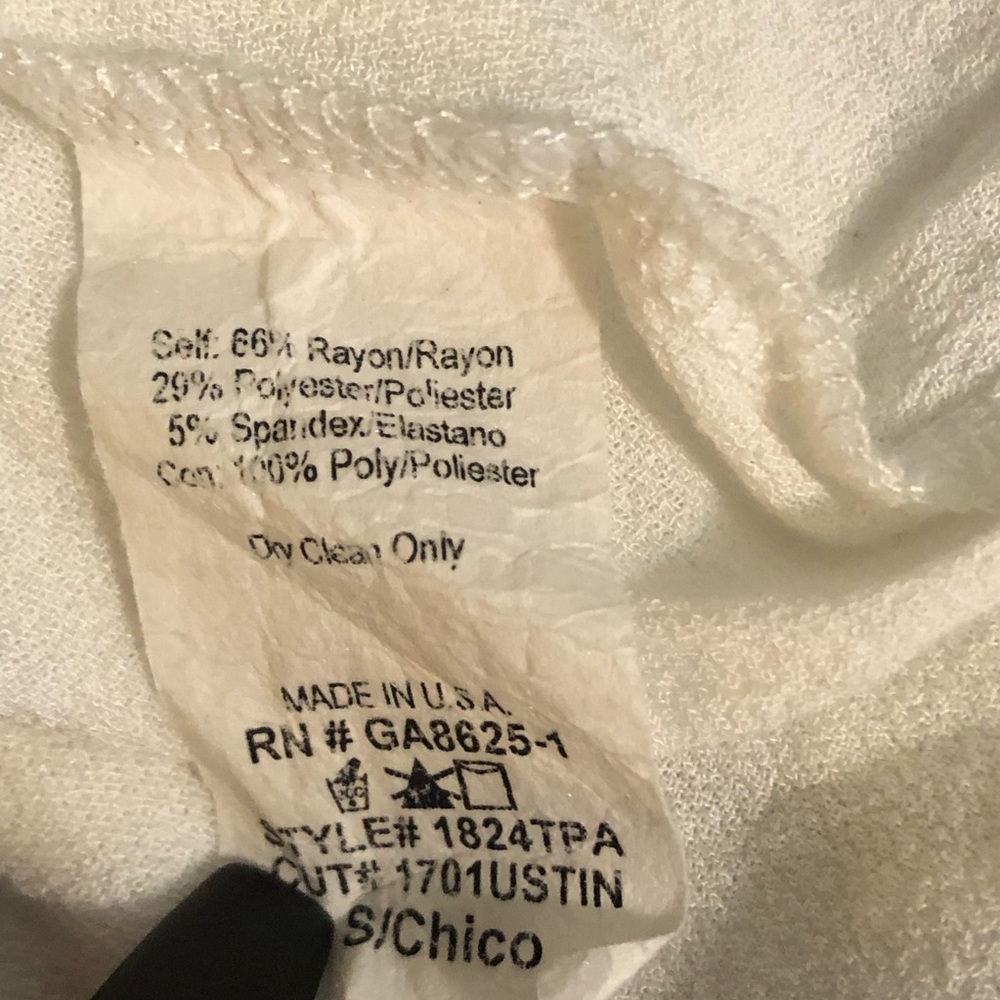 Self: 66% Rayon/Rayon
29% Polyester/Poliester
5% Spandex/Elastano
Con: 100% Poly/Poliester
Dry Clean Only
MADE IN U.S.A.
RN # GA8625-1
STYLE# 1824TPA
CUT# 1701USTIN
S/Chico